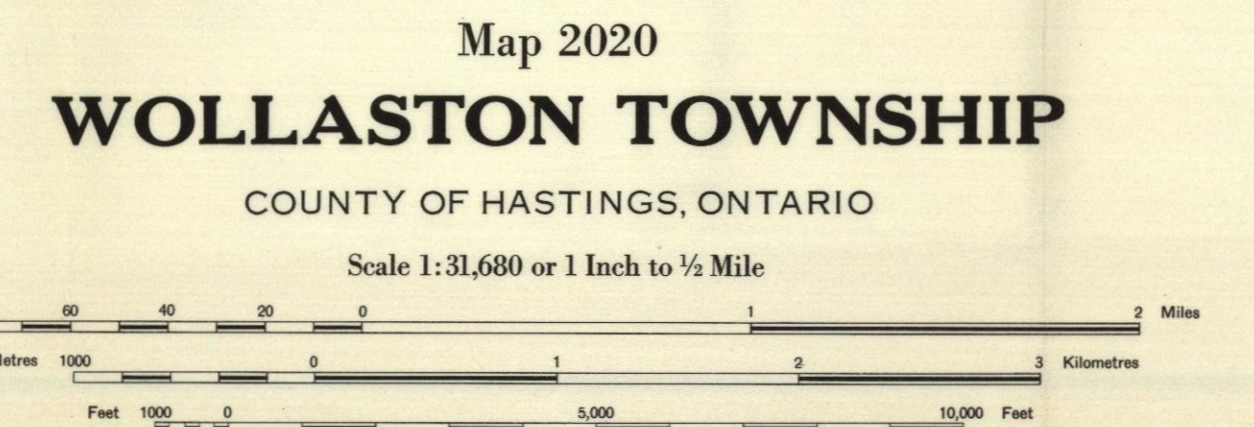 Map 2020
WOLLASTON TOWNSHIP
COUNTY OF HASTINGS, ONTARIO
Scale 1:31,680 or 1 Inch to ½ Mile
60 40 20 0 1 2 Miles
1000 0 1 2 3 Kilometres
Feet 1000 0 5,000 10,000 Feet